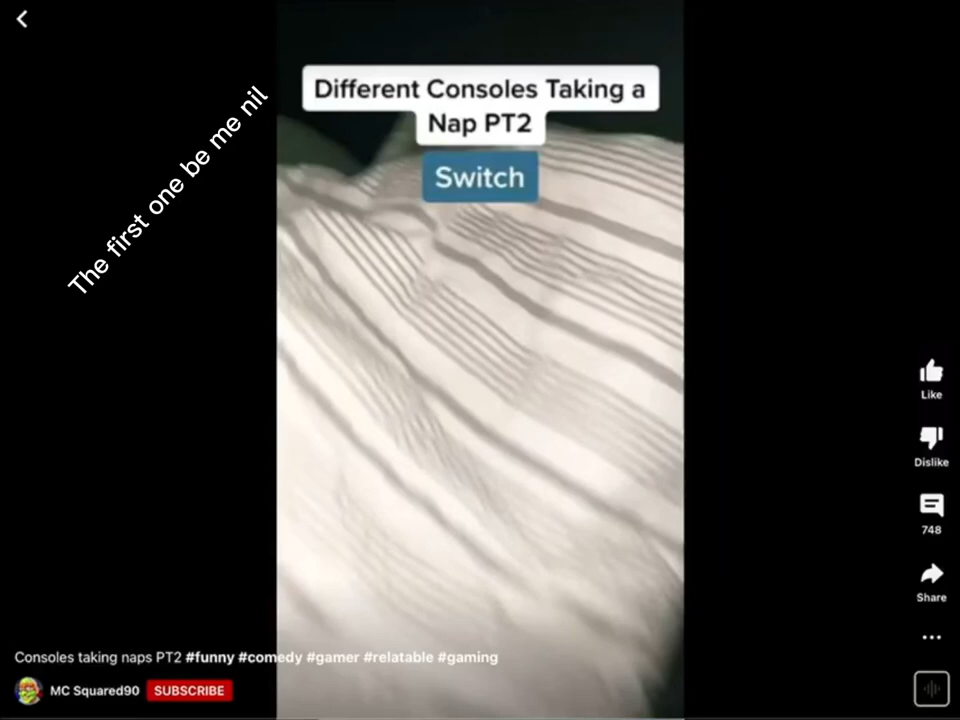 The first one be me nil
Different Consoles Taking a
Nap PT2
Switch
Like
Dislike
748
Share
Consoles taking naps PT2 #funny #comedy #gamer #relatable #gaming
MC Squared90 SUBSCRIBE